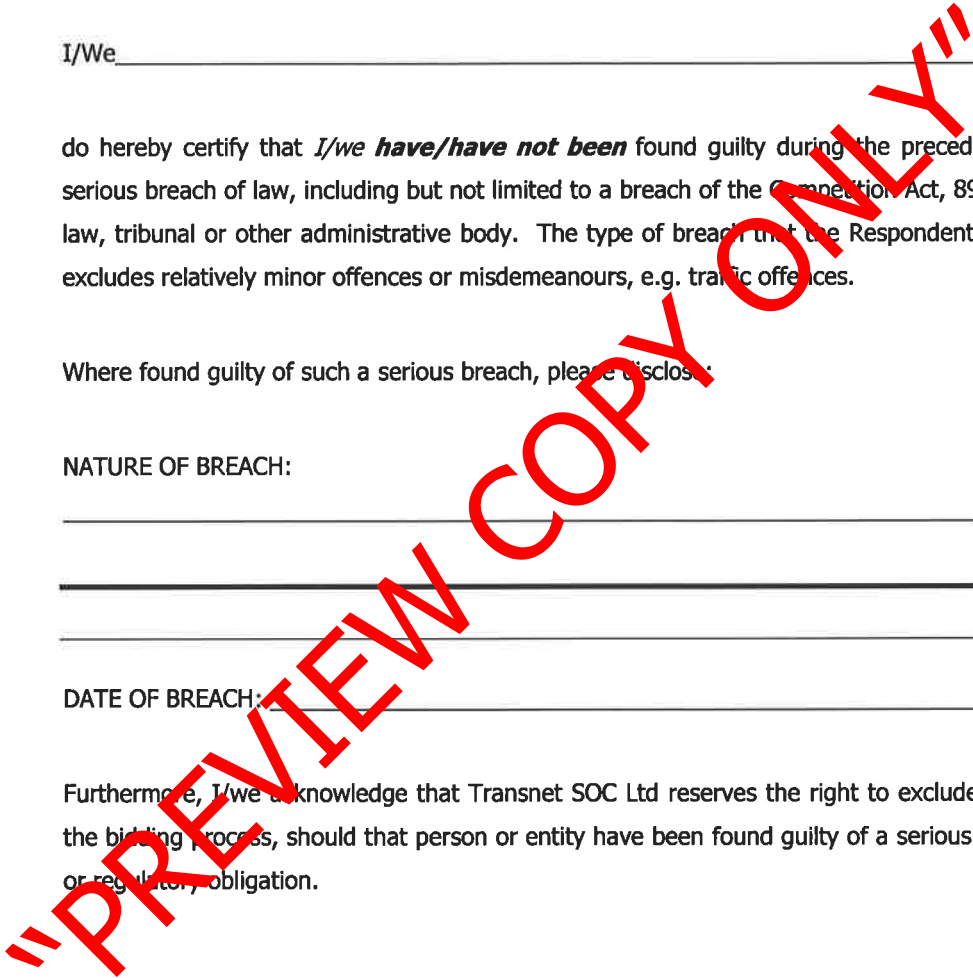 I/We
do hereby certify that I/we have/have not been found guilty during the preced
serious breach of law, including but not limited to a breach of the Competition Act, 89
law, tribunal or other administrative body. The type of breach that the Respondent
excludes relatively minor offences or misdemeanours, e.g. traffic offences.
Where found guilty of such a serious breach, please disclose:
NATURE OF BREACH:
DATE OF BREACH:
Furthermore, I/we acknowledge that Transnet SOC Ltd reserves the right to exclude
the bidding process, should that person or entity have been found guilty of a serious
or regulatory obligation.
"PREVIEW COPY ONLY"